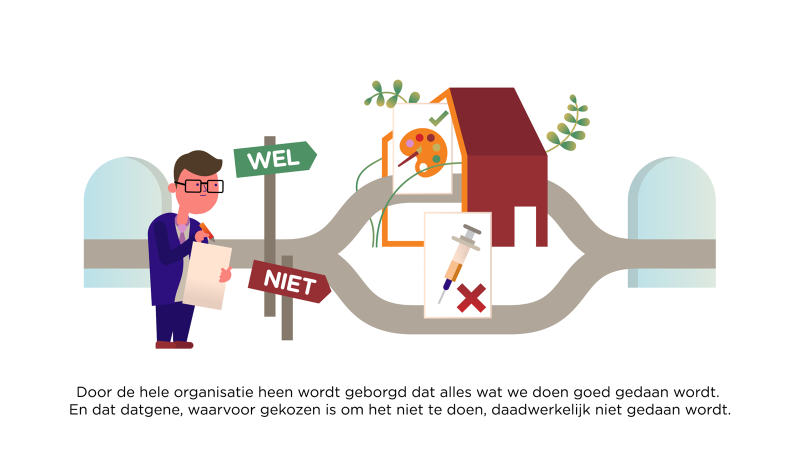 WEL
NIET
Door de hele organisatie heen wordt geborgd dat alles wat we doen goed gedaan wordt.
En dat datgene, waarvoor gekozen is om het niet te doen, daadwerkelijk niet gedaan wordt.